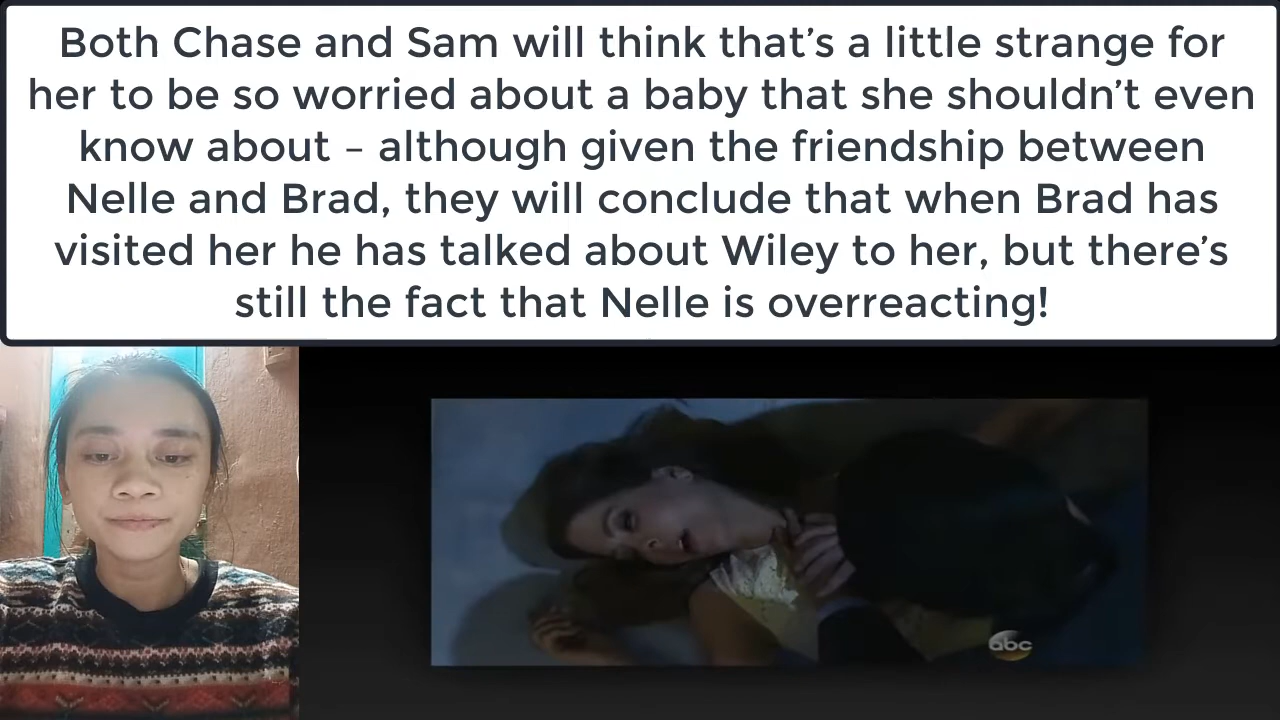 Both Chase and Sam will think that’s a little strange for
her to be so worried about a baby that she shouldn’t even
know about – although given the friendship between
Nelle and Brad, they will conclude that when Brad has
visited her he has talked about Wiley to her, but there’s
still the fact that Nelle is overreacting!
abc